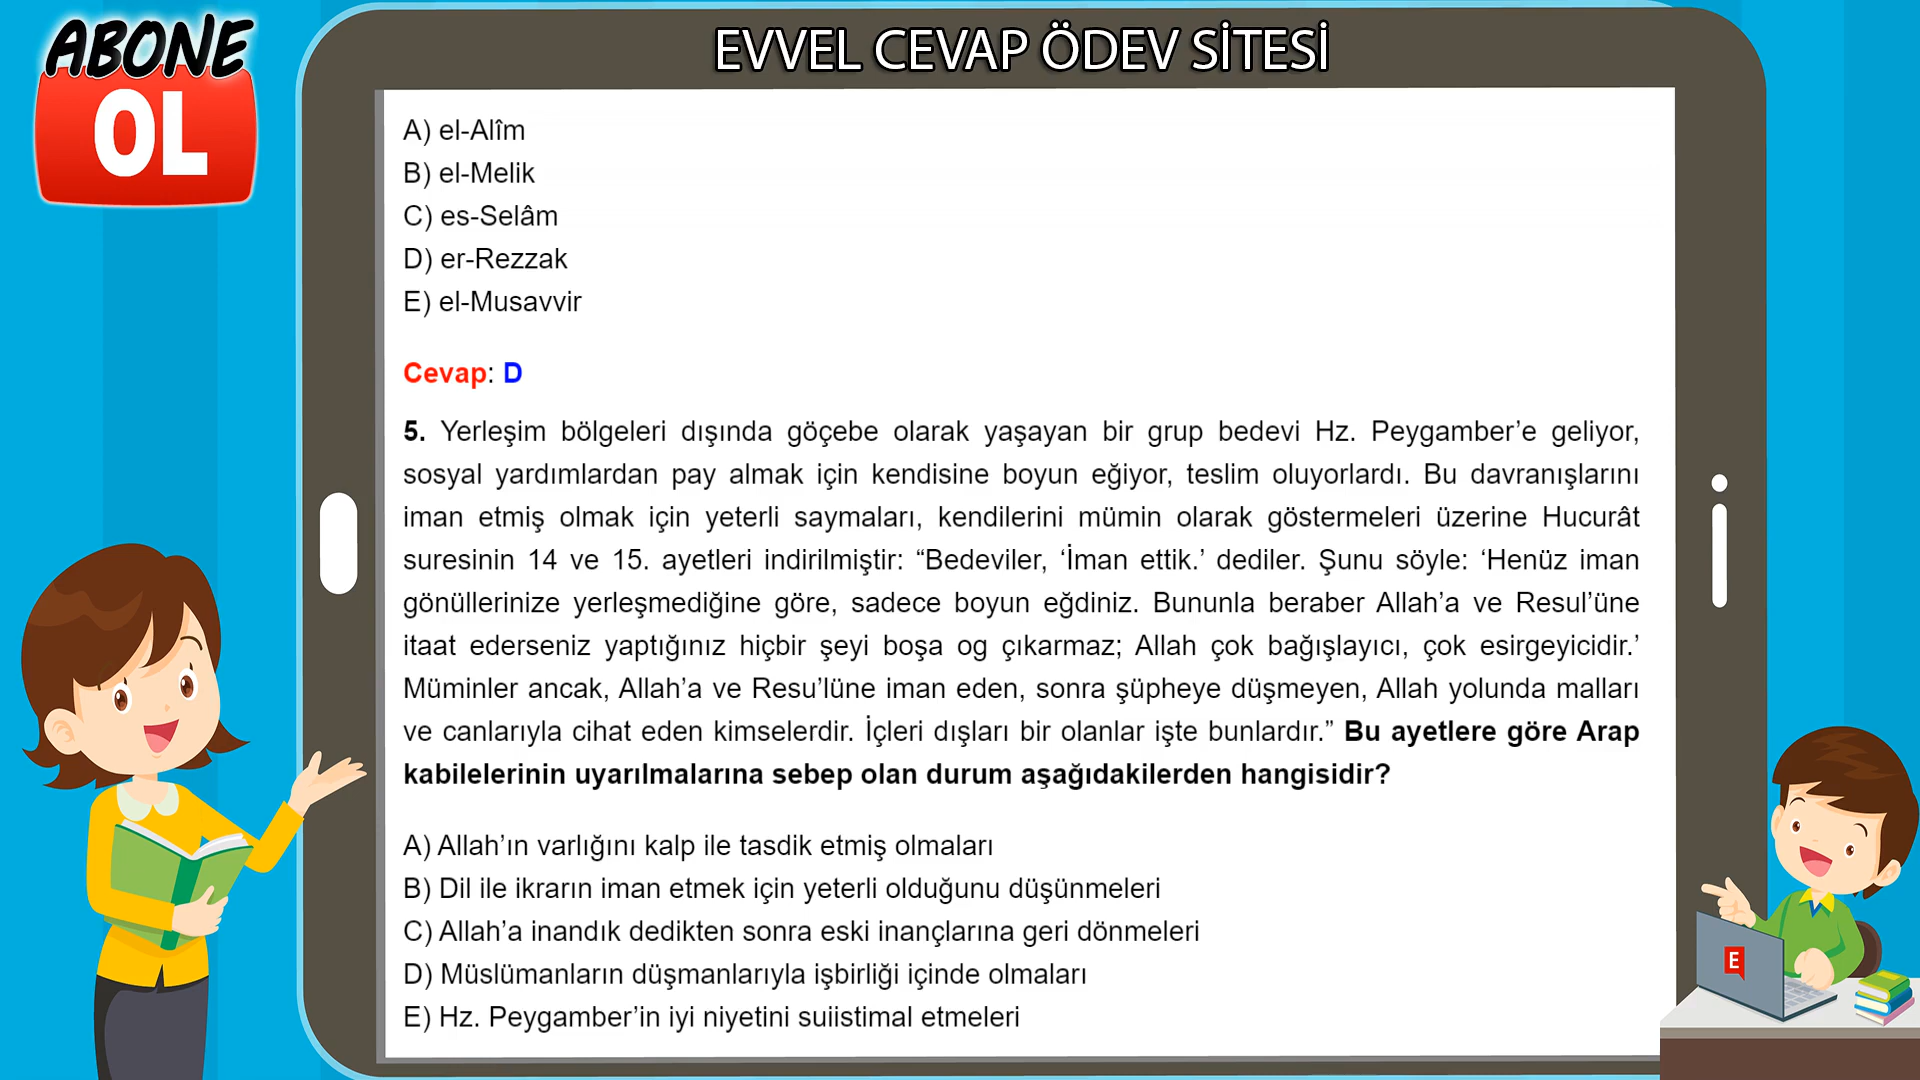 ABONE
OL
EVVEL CEVAP ÖDEV SİTESİ
A) el-Alîm
B) el-Melik
C) es-Selâm
D) er-Rezzak
E) el-Musavvir
Cevap: D
5. Yerleşim bölgeleri dışında göçebe olarak yaşayan bir grup bedevi Hz. Peygamber’e geliyor,
sosyal yardımlardan pay almak için kendisine boyun eğiyor, teslim oluyorlardı. Bu davranışlarını
iman etmiş olmak için yeterli saymaları, kendilerini mümin olarak göstermeleri üzerine Hucurât
suresinin 14 ve 15. ayetleri indirilmiştir: “Bedeviler, ‘İman ettik.’ dediler. Şunu söyle: ‘Henüz iman
gönüllerinize yerleşmediğine göre, sadece boyun eğdiniz. Bununla beraber Allah’a ve Resul’üne
itaat ederseniz yaptığınız hiçbir şeyi boşa og çıkarmaz; Allah çok bağışlayıcı, çok esirgeyicidir.’
Müminler ancak, Allah’a ve Resu’lüne iman eden, sonra şüpheye düşmeyen, Allah yolunda malları
ve canlarıyla cihat eden kimselerdir. İçleri dışları bir olanlar işte bunlardır.” Bu ayetlere göre Arap
kabilelerinin uyarılmalarına sebep olan durum aşağıdakilerden hangisidir?
A) Allah’ın varlığını kalp ile tasdik etmiş olmaları
B) Dil ile ikrarın iman etmek için yeterli olduğunu düşünmeleri
C) Allah’a inandık dedikten sonra eski inançlarına geri dönmeleri
D) Müslümanların düşmanlarıyla işbirliği içinde olmaları
E) Hz. Peygamber’in iyi niyetini suiistimal etmeleri
E